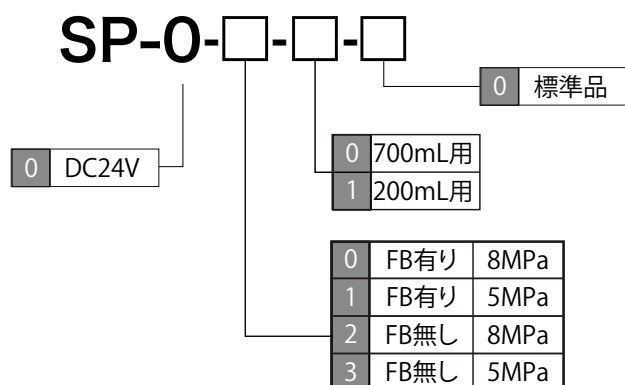 SP-0-□-□-□
0 標準品
0 DC24V
0 700mL用
1 200mL用
0 FB有り 8MPa
1 FB有り 5MPa
2 FB無し 8MPa
3 FB無し 5MPa